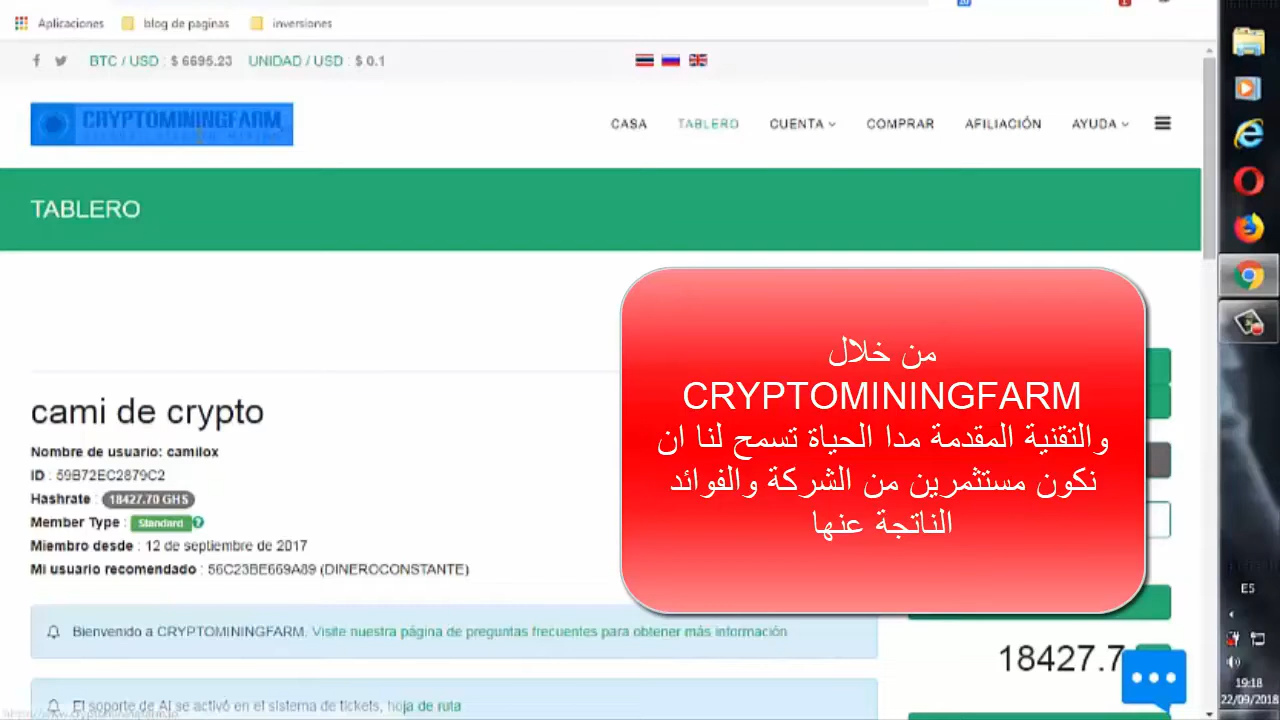 Aplicaciones blog de paginas inversiones
BTC / USD : $ 6695.23 UNIDAD / USD : $ 0.1
CRYPTOMININGFARM
CASA TABLERO CUENTA COMPRAR AFILIACIÓN AYUDA
TABLERO
من خلال
CRYPTOMININGFARM
والتقنية المقدمة مدا الحياة تسمح لنا ان
نكون مستثمرين من الشركة والفوائد
الناتجة عنها
cami de crypto
Nombre de usuario: camilox
ID : 59B72EC2879C2
Hashrate : 18427.70 GHS
Member Type : Standard
Miembro desde : 12 de septiembre de 2017
Mi usuario recomendado : 56C23BE669A89 (DINEROCONSTANTE)
Bienvenido a CRYPTOMININGFARM. Visite nuestra página de preguntas frecuentes para obtener más información
18427.7
El soporte de AI se activó en el sistema de tickets, hoja de ruta
ES
19:18
22/09/2018